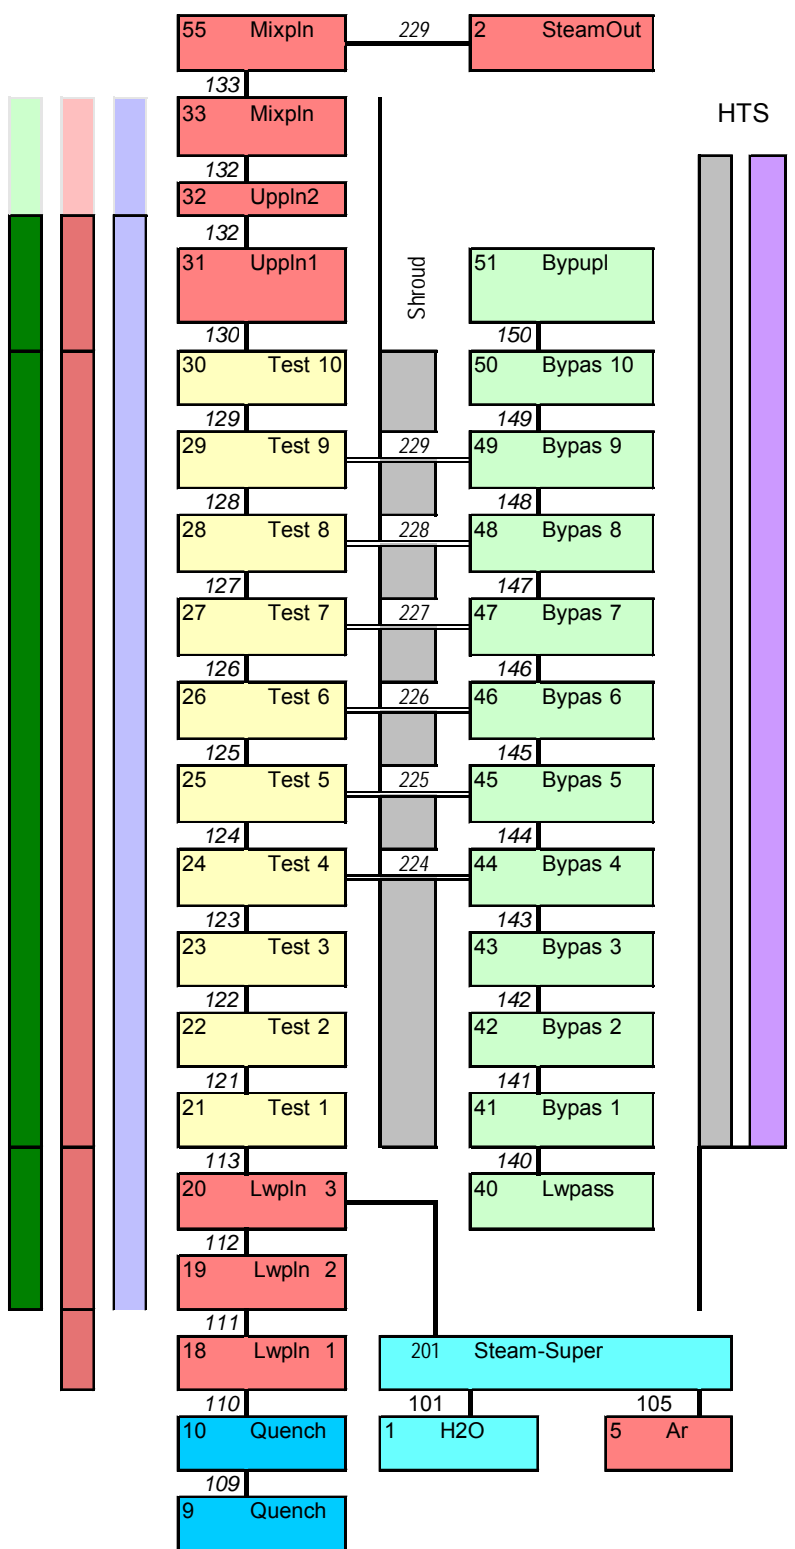 55 Mixpln 229 2 SteamOut
133
33 Mixpln HTS
132
32 Uppln2
132
31 Uppln1 Shroud 51 Bypupl
130 150
30 Test 10 50 Bypas 10
129 149
29 Test 9 229 49 Bypas 9
128 148
28 Test 8 228 48 Bypas 8
127 147
27 Test 7 227 47 Bypas 7
126 146
26 Test 6 226 46 Bypas 6
125 145
25 Test 5 225 45 Bypas 5
124 144
24 Test 4 224 44 Bypas 4
123 143
23 Test 3 43 Bypas 3
122 142
22 Test 2 42 Bypas 2
121 141
21 Test 1 41 Bypas 1
113 140
20 Lwpln 3 40 Lwpass
112
19 Lwpln 2
111
18 Lwpln 1 201 Steam-Super
110 101 105
10 Quench 1 H2O 5 Ar
109
9 Quench